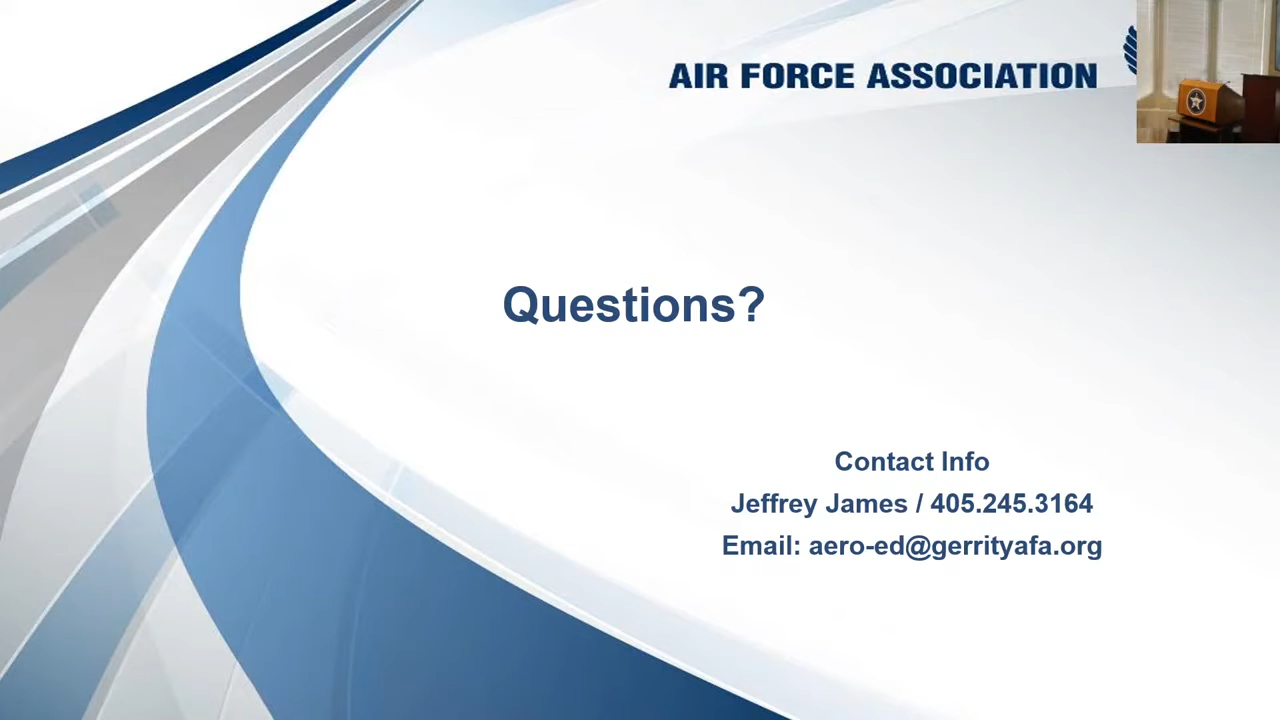 AIR FORCE ASSOCIATION
Questions?
Contact Info
Jeffrey James / 405.245.3164
Email: aero-ed@gerrityafa.org